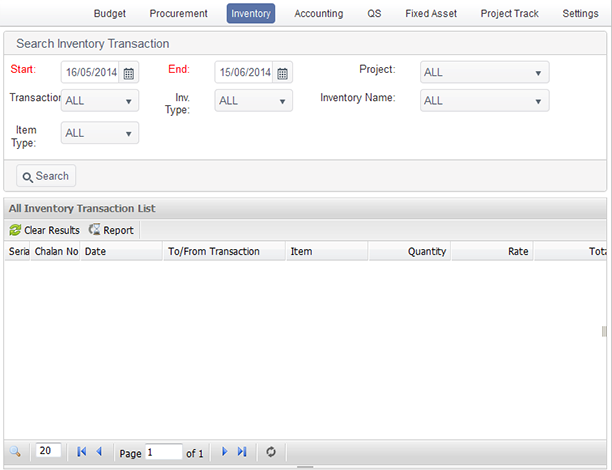 Budget Procurement Inventory Accounting QS Fixed Asset Project Track Settings
Search Inventory Transaction
Start: 16/05/2014 End: 15/06/2014 Project: ALL
Transaction ALL Inv. Type: ALL Inventory Name: ALL
Item Type: ALL
Search
All Inventory Transaction List
Clear Results Report
Seria Chalan No Date To/From Transaction Item Quantity Rate Tota
20 Page 1 of 1